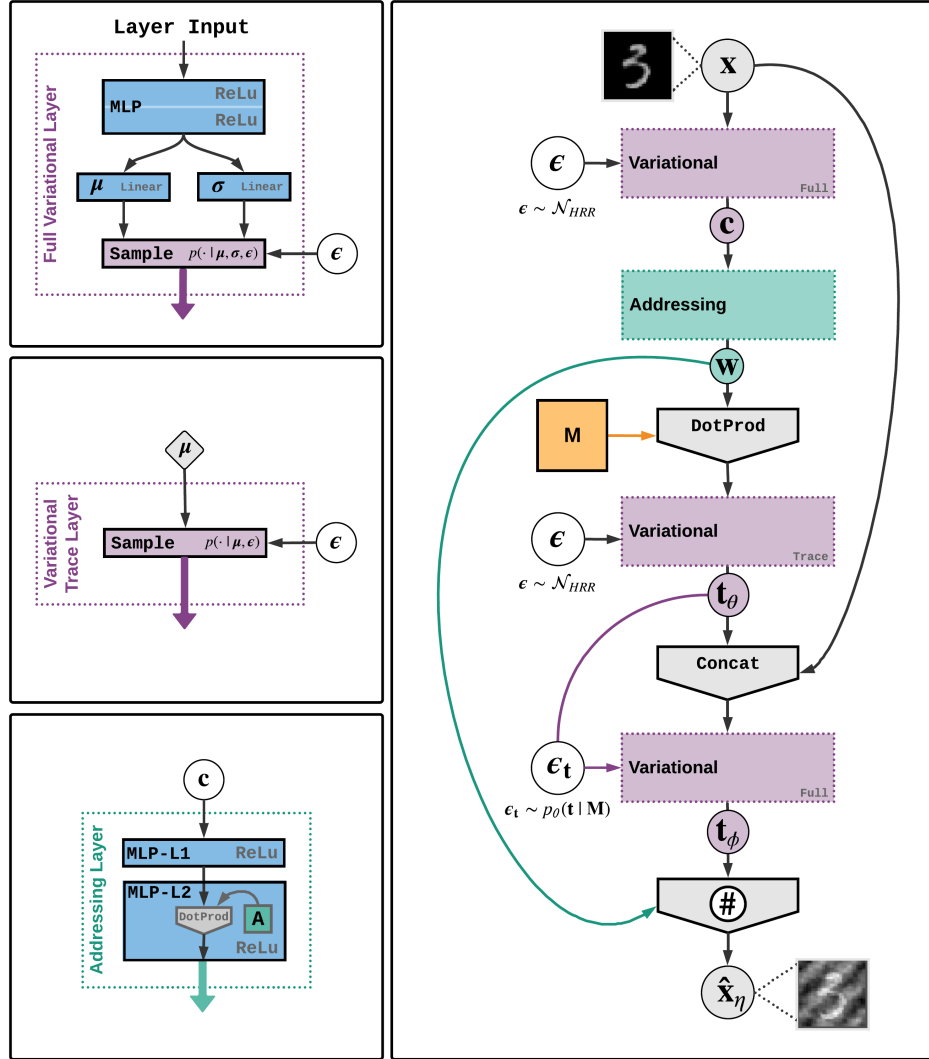 Layer Input
Full Variational Layer
MLP
ReLu
ReLu
μ Linear
σ Linear
Sample p(· | μ, σ, ϵ)
ϵ
μ
Variational
Trace Layer
Sample p(· | μ, ϵ)
ϵ
c
Addressing Layer
MLP-L1 ReLu
MLP-L2
DotProd
A
ReLu
3
x
Variational
Full
ϵ
ϵ ∼ 𝒩HRR
c
Addressing
w
M
DotProd
Variational
Trace
ϵ
ϵ ∼ 𝒩HRR
tθ
Concat
Variational
Full
ϵt
ϵt ∼ pθ(t | M)
tϕ
#
x̂η
3